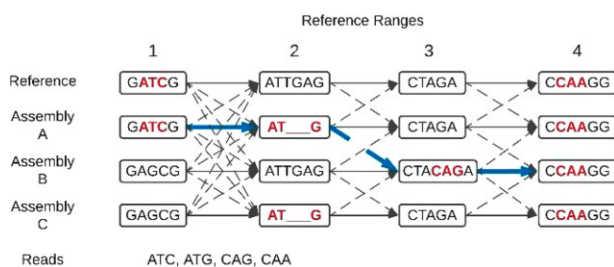 Reference Ranges
1 2 3 4
Reference GATCG ATTGAG CTAGA CCAAGG
Assembly A GATCG AT___G CTAGA CCAAGG
Assembly B GAGCG ATTGAG CTACAGA CCAAGG
Assembly C GAGCG AT___G CTAGA CCAAGG
Reads ATC, ATG, CAG, CAA